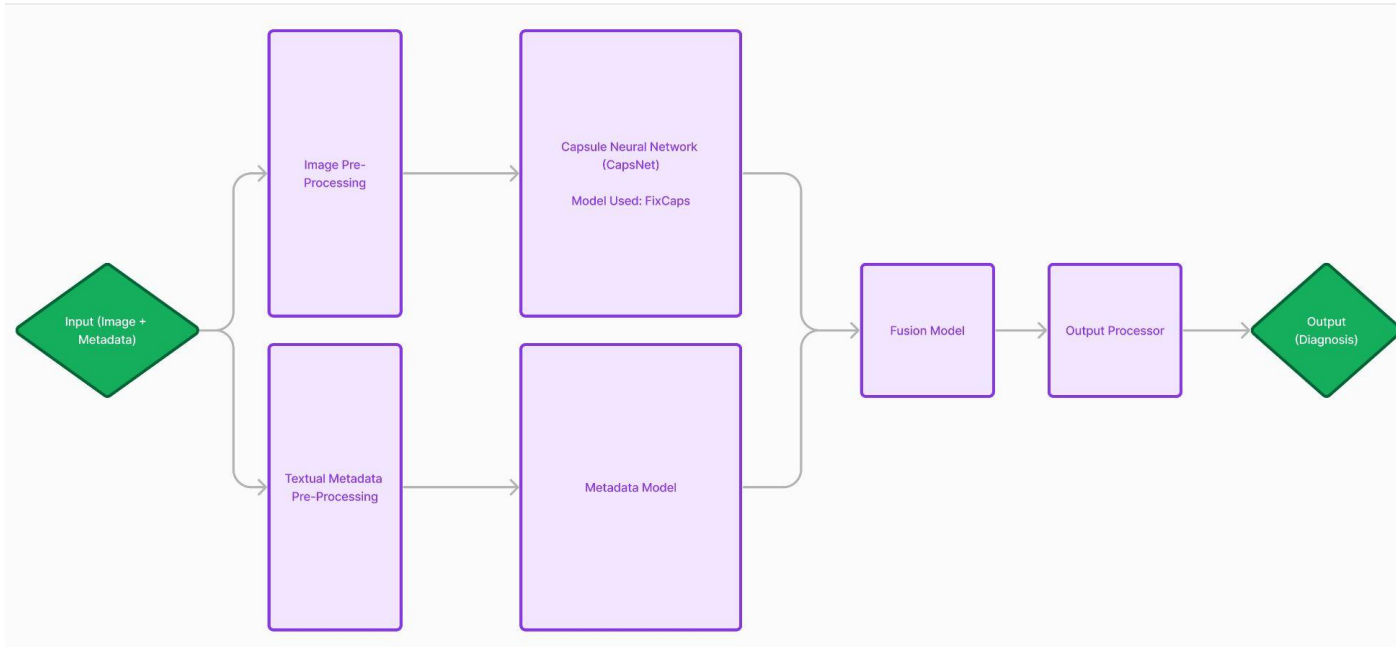 Input (Image +
Metadata)
Image Pre-
Processing
Capsule Neural Network
(CapsNet)
Model Used: FixCaps
Textual Metadata
Pre-Processing
Metadata Model
Fusion Model
Output Processor
Output
(Diagnosis)